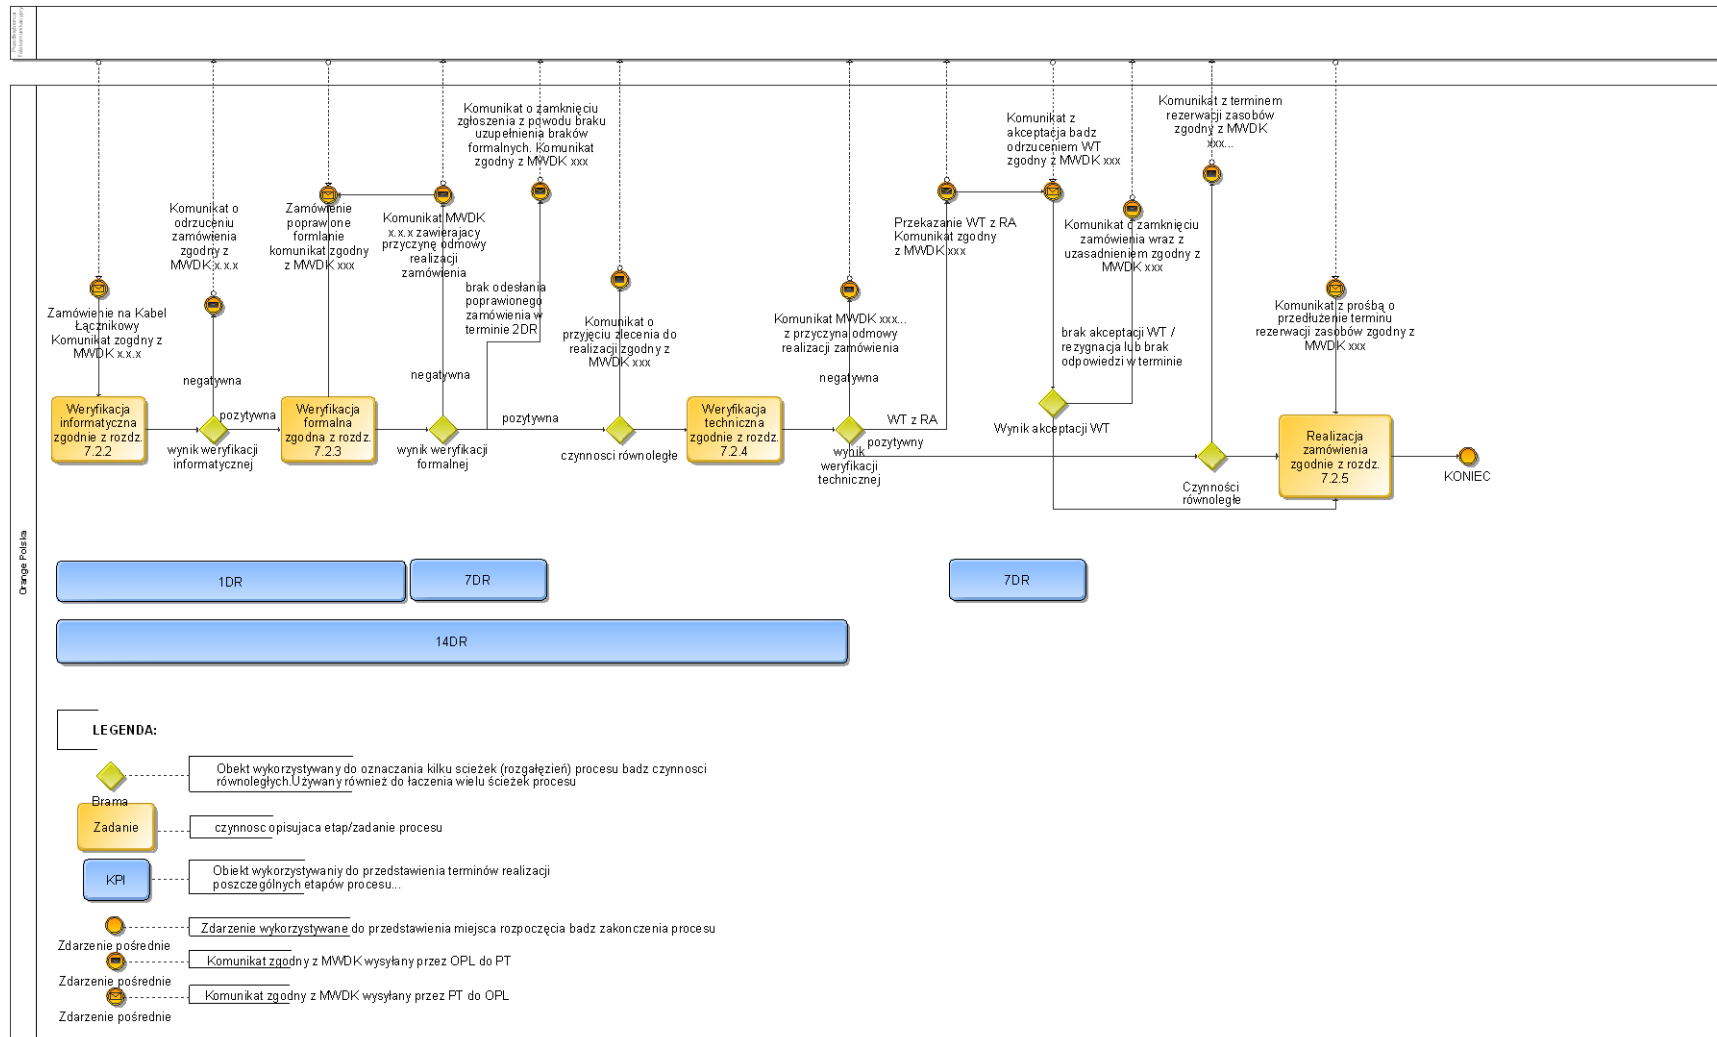 Przedsiębiorca
Telekomunikacyjny
Orange Polska
Komunikat o zamknięciu
zgłoszenia z powodu braku
uzupełnienia braków
formalnych. Komunikat
zgodny z MWDK xxx
Komunikat z
akceptacja badz
odrzuceniem WT
zgodny z MWDK xxx
Komunikat z terminem
rezerwacji zasobów
zgodny z MWDK
xxx...
Komunikat o
odrzuceniu
zamówienia
zgodny z
MWDK x.x.x
Zamówienie
poprawione
formlanie
komunikat zgodny
z MWDK xxx
Komunikat MWDK
x.x.x zawierajacy
przyczynę odmowy
realizacji
zamówienia
Przekazanie WT z RA
Komunikat zgodny
z MWDK xxx
Komunikat o zamknięciu
zamówienia wraz z
uzasadnieniem zgodny z
MWDK xxx
Zamówienie na Kabel
Łącznikowy
Komunikat zogdny z
MWDK x.x.x
brak odesłania
poprawionego
zamówienia w
terminie 2DR
Komunikat o
przyjęciu zlecenia do
realizacji zgodny z
MWDK xxx
Komunikat MWDK xxx...
z przyczyna odmowy
realizacji zamówienia
Komunikat z prośbą o
przedłużenie terminu
rezerwacji zasobów zgodny z
MWDK xxx
brak akceptacji WT /
rezygnacja lub brak
odpowiedzi w terminie
negatywna
negatywna
negatywna
Weryfikacja
informatyczna
zgodnie z rozdz.
7.2.2
pozytywna
wynik weryfikacji
informatycznej
Weryfikacja
formalna
zgodna z rozdz.
7.2.3
wynik weryfikacji
formalnej
pozytywna
czynnosci równoległe
Weryfikacja
techniczna
zgodnie z rozdz.
7.2.4
WT z RA
pozytywny
wynik
weryfikacji
technicznej
Wynik akceptacji WT
Czynności
równoległe
Realizacja
zamówienia
zgodnie z rozdz.
7.2.5
KONIEC
1DR
7DR
7DR
14DR
LEGENDA:
Obekt wykorzystywany do oznaczania kilku scieżek (rozgałęzień) procesu badz czynnosci
równoległych.Używany również do łaczenia wielu ścieżek procesu
Brama
Zadanie
czynnosc opisujaca etap/zadanie procesu
KPI
Obiekt wykorzystywaniy do przedstawienia terminów realizacji
poszczególnych etapów procesu...
Zdarzenie wykorzystywane do przedstawienia miejsca rozpoczęcia badz zakonczenia procesu
Zdarzenie pośrednie
Komunikat zgodny z MWDK wysyłany przez OPL do PT
Zdarzenie pośrednie
Komunikat zgodny z MWDK wysyłany przez PT do OPL
Zdarzenie pośrednie